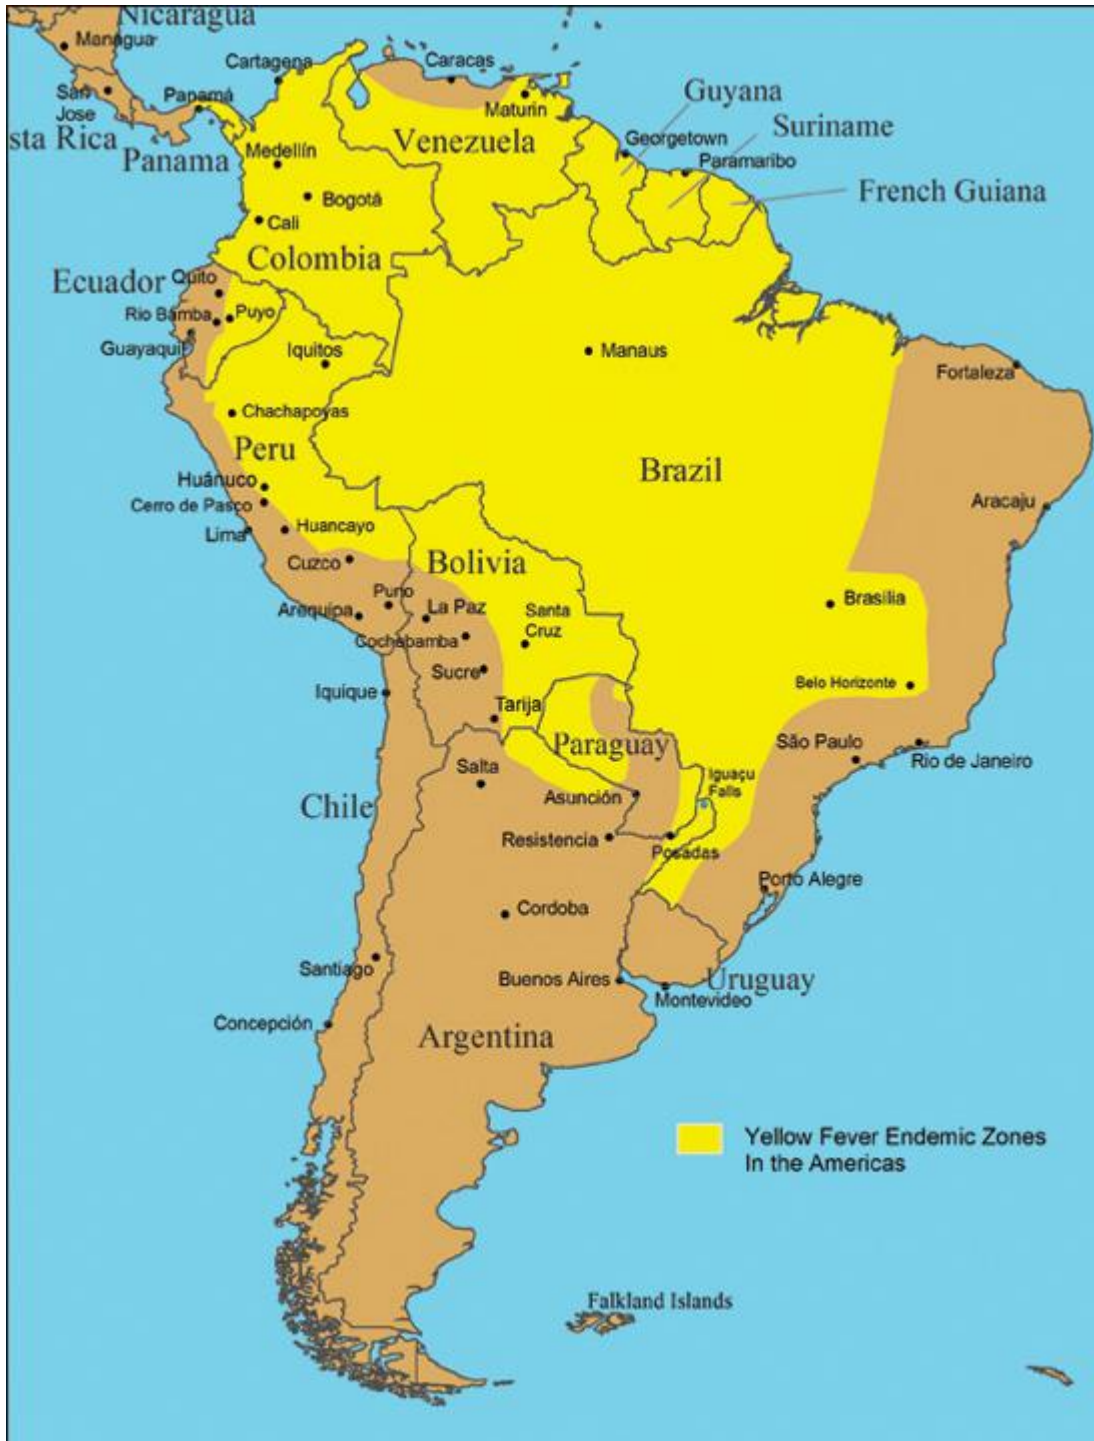 Nicaragua
Managua
Cartagena
Caracas
San
Jose
Panamá
Maturin
Guyana
sta Rica
Panama
Venezuela
Georgetown
Suriname
Medellín
Paramaribo
Bogotá
French Guiana
Cali
Colombia
Ecuador
Quito
Rio Bamba
Puyo
Guayaquil
Iquitos
Manaus
Fortaleza
Chachapoyas
Peru
Brazil
Huánuco
Cerro de Pasco
Aracaju
Lima
Huancayo
Cuzco
Bolivia
Puno
Arequipa
La Paz
Santa
Cruz
Brasilia
Cochabamba
Sucre
Iquique
Belo Horizonte
Tarija
Paraguay
São Paulo
Rio de Janeiro
Salta
Iguaçu
Falls
Chile
Asunción
Resistencia
Posadas
Porto Alegre
Cordoba
Santiago
Buenos Aires
Uruguay
Montevideo
Concepción
Argentina
Yellow Fever Endemic Zones
In the Americas
Falkland Islands